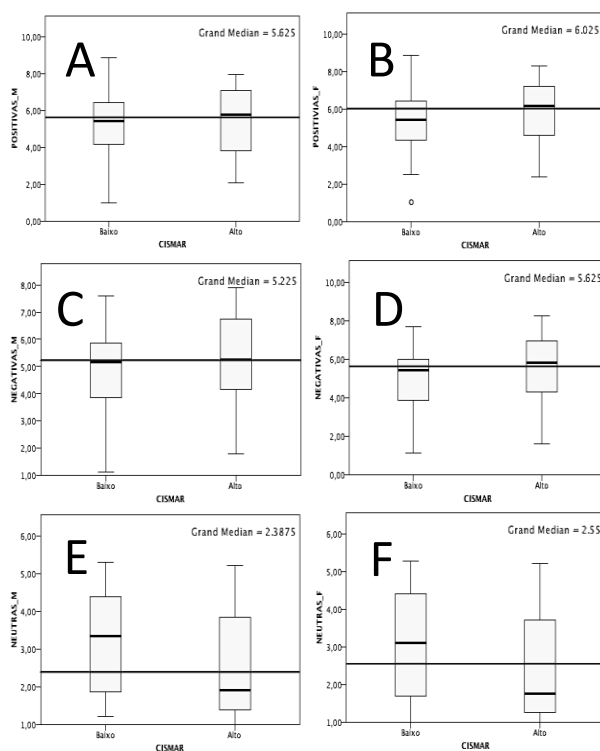 A
Grand Median = 5.625
POSITIVAS_M
10,00
8,00
6,00
4,00
2,00
0,00
Baixo
Alto
CISMAR
B
Grand Median = 6.025
POSITIVIAS_F
10,00
8,00
6,00
4,00
2,00
0,00
Baixo
Alto
CISMAR
C
Grand Median = 5.225
NEGATIVAS_M
8,00
7,00
6,00
5,00
4,00
3,00
2,00
1,00
Baixo
Alto
CISMAR
D
Grand Median = 5.625
NEGATIVAS_F
10,00
8,00
6,00
4,00
2,00
0,00
Baixo
Alto
CISMAR
E
Grand Median = 2.3875
NEUTRAS_M
6,00
5,00
4,00
3,00
2,00
1,00
Baixo
Alto
CISMAR
F
Grand Median = 2.55
NEUTRAS_F
6,00
5,00
4,00
3,00
2,00
1,00
Baixo
Alto
CISMAR